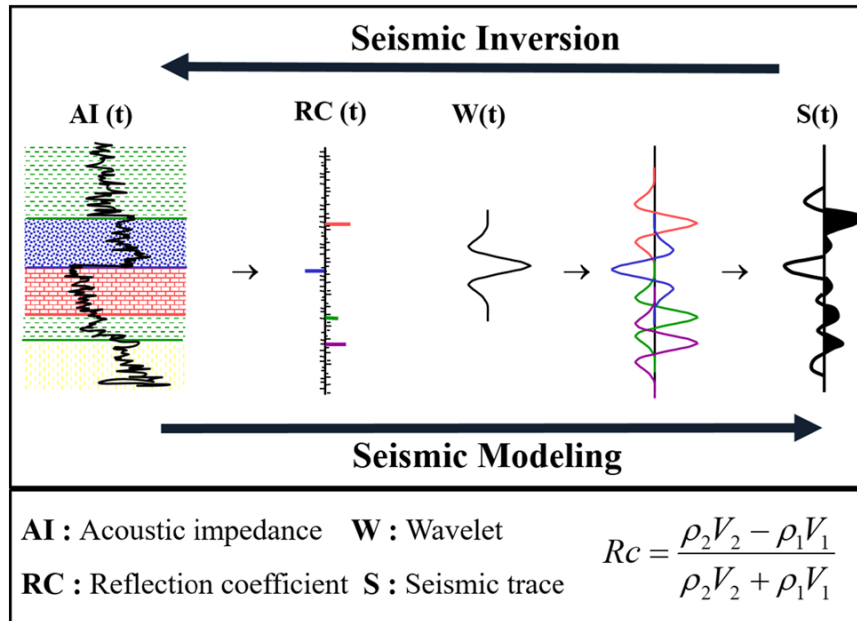 Seismic Inversion
AI (t) RC (t) W(t) S(t)
Seismic Modeling
AI : Acoustic impedance W : Wavelet
RC : Reflection coefficient S : Seismic trace
Rc = (ρ₂V₂ − ρ₁V₁) / (ρ₂V₂ + ρ₁V₁)